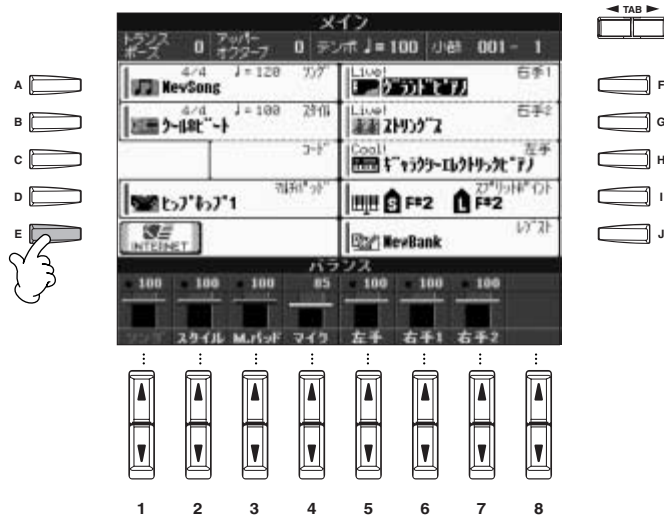 ◄ TAB ►
メイン
トランスポーズ 0 アッパーオクターブ 0 テンポ ♩=100 小節 001 - 1
A 4/4 ♩=120 ソング Live! 右手1 F
NewSong グランドピアノ
B 4/4 ♩=100 スタイル Live! 右手2 G
クール8ビート ストリングス
C コード Cool! 左手 H
ギャラクシーエレクトリックピアノ
D マルチパッド スプリットポイント I
ヒップホップ1 S F#2 L F#2
E INTERNET レジスト J
NewBank
バランス
100 100 100 85 100 100 100
ソング スタイル M.パッド マイク 左手 右手1 右手2
1 2 3 4 5 6 7 8